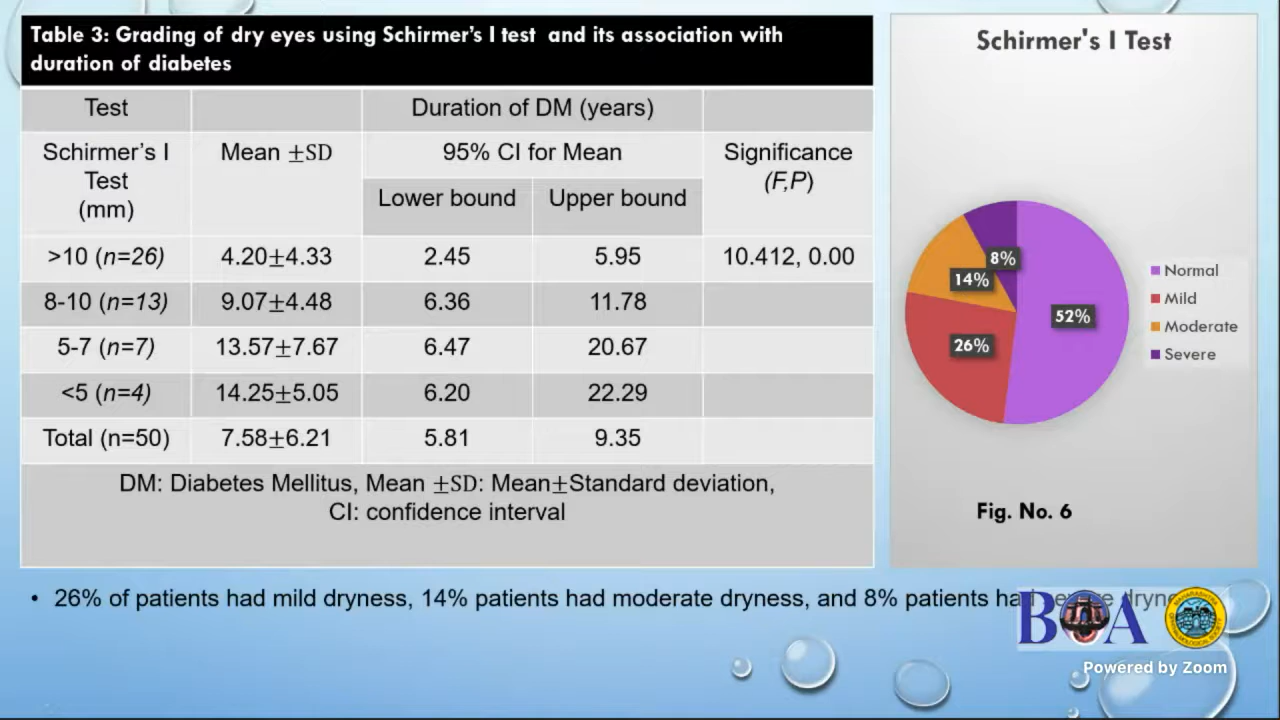 Table 3: Grading of dry eyes using Schirmer's I test and its association with
duration of diabetes
Test Duration of DM (years)
Schirmer's I
Test
(mm)
Mean ±SD
95% CI for Mean
Significance
(F,P)
Lower bound Upper bound
>10 (n=26) 4.20±4.33 2.45 5.95 10.412, 0.00
8-10 (n=13) 9.07±4.48 6.36 11.78
5-7 (n=7) 13.57±7.67 6.47 20.67
<5 (n=4) 14.25±5.05 6.20 22.29
Total (n=50) 7.58±6.21 5.81 9.35
DM: Diabetes Mellitus, Mean ±SD: Mean±Standard deviation,
CI: confidence interval
Schirmer's I Test
8%
14%
52%
26%
Normal
Mild
Moderate
Severe
Fig. No. 6
• 26% of patients had mild dryness, 14% patients had moderate dryness, and 8% patients had severe
BOA
Powered by Zoom